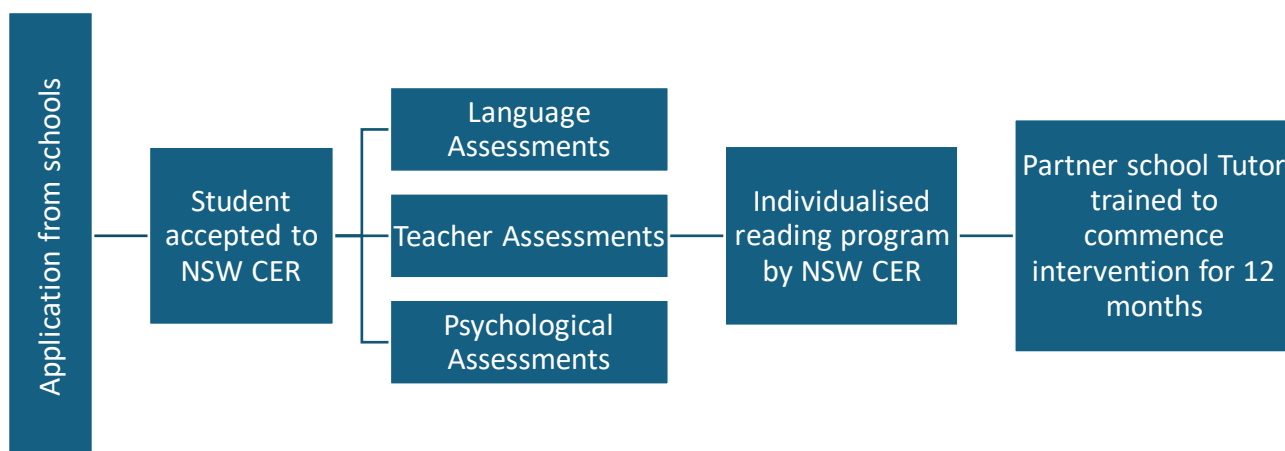 Application from schools
Student
accepted to
NSW CER
Language
Assessments
Teacher Assessments
Psychological
Assessments
Individualised
reading program
by NSW CER
Partner school Tutor
trained to
commence
intervention for 12
months